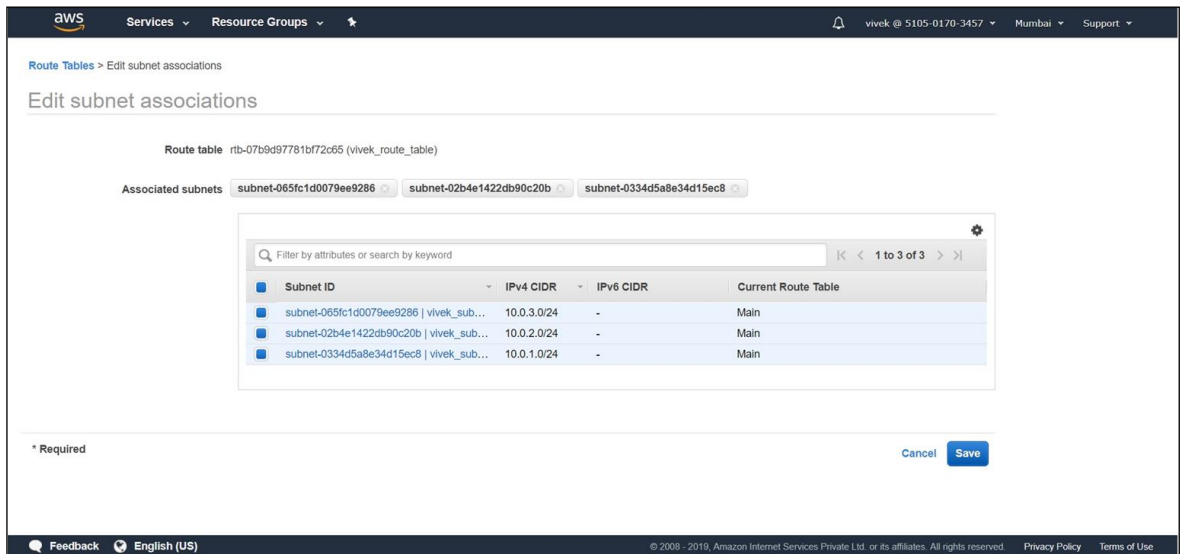 aws Services Resource Groups vivek @ 5105-0170-3457 Mumbai Support
Route Tables > Edit subnet associations
Edit subnet associations
Route table rtb-07b9d97781bf72c65 (vivek_route_table)
Associated subnets subnet-065fc1d0079ee9286 subnet-02b4e1422db90c20b subnet-0334d5a8e34d15ec8
Filter by attributes or search by keyword 1 to 3 of 3
Subnet ID IPv4 CIDR IPv6 CIDR Current Route Table
subnet-065fc1d0079ee9286 | vivek_sub... 10.0.3.0/24 - Main
subnet-02b4e1422db90c20b | vivek_sub... 10.0.2.0/24 - Main
subnet-0334d5a8e34d15ec8 | vivek_sub... 10.0.1.0/24 - Main
* Required Cancel Save
Feedback English (US) © 2008 - 2019, Amazon Internet Services Private Ltd. or its affiliates. All rights reserved. Privacy Policy Terms of Use